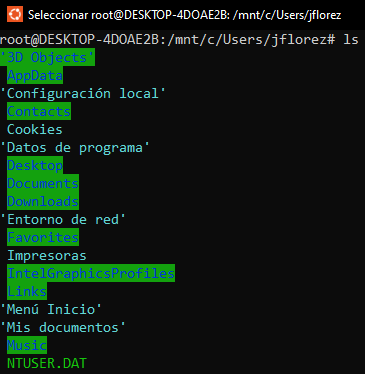 Seleccionar root@DESKTOP-4DOAE2B: /mnt/c/Users/jflorez
root@DESKTOP-4DOAE2B:/mnt/c/Users/jflorez# ls
'3D Objects'
AppData
'Configuración local'
Contacts
Cookies
'Datos de programa'
Desktop
Documents
Downloads
'Entorno de red'
Favorites
Impresoras
IntelGraphicsProfiles
Links
'Menú Inicio'
'Mis documentos'
Music
NTUSER.DAT